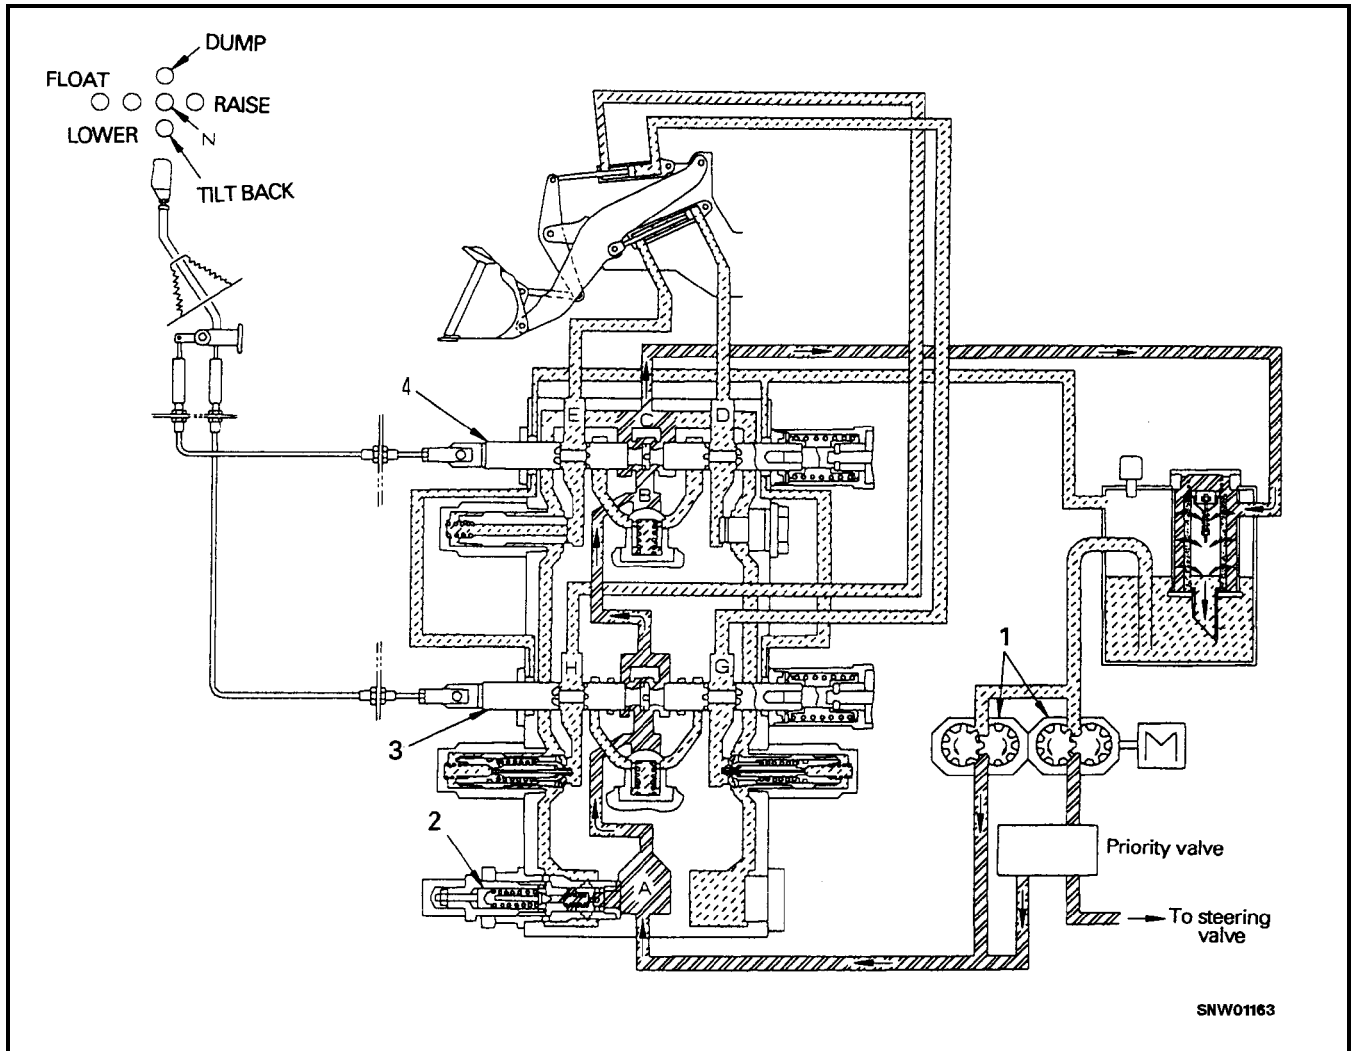 DUMP
FLOAT
RAISE
LOWER
N
TILT BACK
4
E
C
D
B
1
H
G
3
2
M
A
Priority valve
To steering
valve
SNW01163